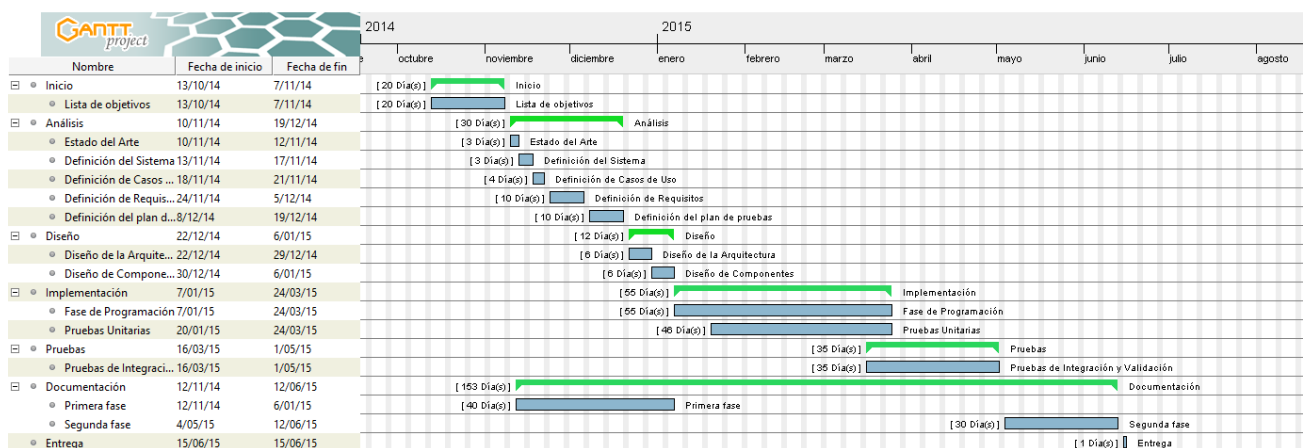 GANTT
project
2014 2015
octubre noviembre diciembre enero febrero marzo abril mayo junio julio agosto
Nombre Fecha de inicio Fecha de fin
Inicio 13/10/14 7/11/14 [20 Día(s)] Inicio
Lista de objetivos 13/10/14 7/11/14 [20 Día(s)] Lista de objetivos
Análisis 10/11/14 19/12/14 [30 Día(s)] Análisis
Estado del Arte 10/11/14 12/11/14 [3 Día(s)] Estado del Arte
Definición del Sistema 13/11/14 17/11/14 [3 Día(s)] Definición del Sistema
Definición de Casos ... 18/11/14 21/11/14 [4 Día(s)] Definición de Casos de Uso
Definición de Requis... 24/11/14 5/12/14 [10 Día(s)] Definición de Requisitos
Definición del plan d... 8/12/14 19/12/14 [10 Día(s)] Definición del plan de pruebas
Diseño 22/12/14 6/01/15 [12 Día(s)] Diseño
Diseño de la Arquite... 22/12/14 29/12/14 [6 Día(s)] Diseño de la Arquitectura
Diseño de Compone... 30/12/14 6/01/15 [6 Día(s)] Diseño de Componentes
Implementación 7/01/15 24/03/15 [55 Día(s)] Implementación
Fase de Programación 7/01/15 24/03/15 [55 Día(s)] Fase de Programación
Pruebas Unitarias 20/01/15 24/03/15 [46 Día(s)] Pruebas Unitarias
Pruebas 16/03/15 1/05/15 [35 Día(s)] Pruebas
Pruebas de Integraci... 16/03/15 1/05/15 [35 Día(s)] Pruebas de Integración y Validación
Documentación 12/11/14 12/06/15 [153 Día(s)] Documentación
Primera fase 12/11/14 6/01/15 [40 Día(s)] Primera fase
Segunda fase 4/05/15 12/06/15 [30 Día(s)] Segunda fase
Entrega 15/06/15 15/06/15 [1 Día(s)] Entrega